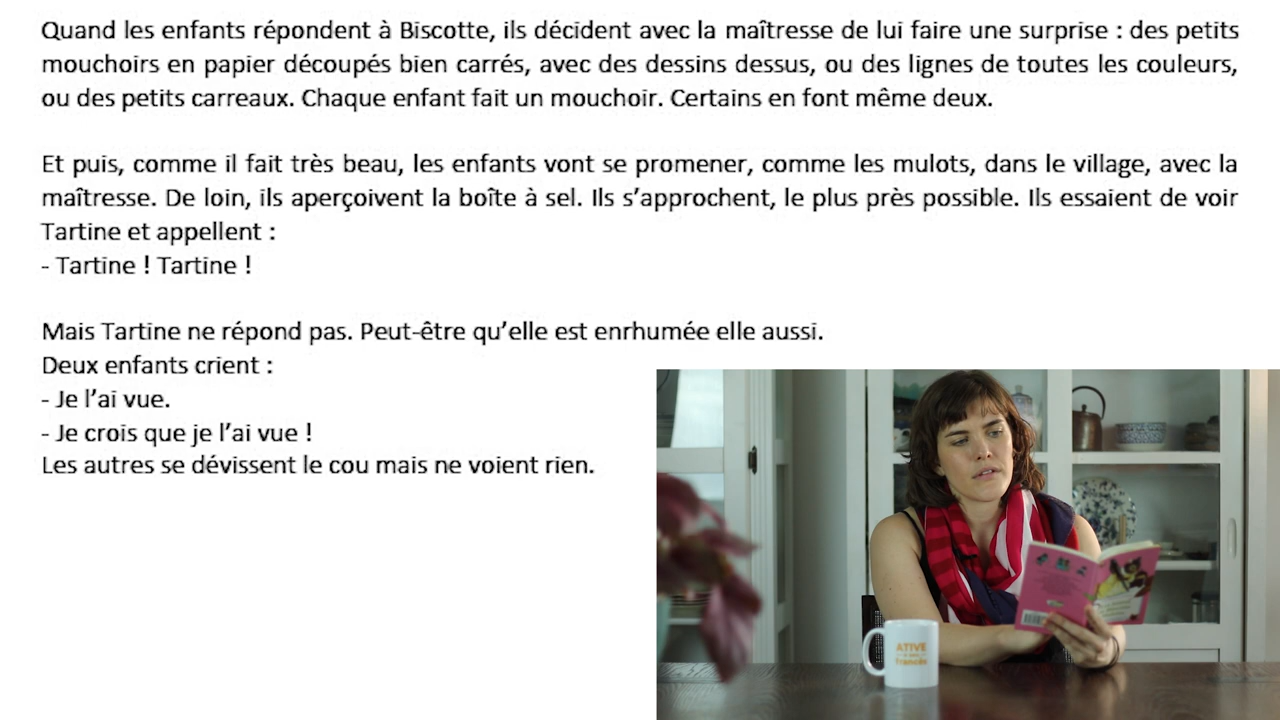 Quand les enfants répondent à Biscotte, ils décident avec la maîtresse de lui faire une surprise : des petits
mouchoirs en papier découpés bien carrés, avec des dessins dessus, ou des lignes de toutes les couleurs,
ou des petits carreaux. Chaque enfant fait un mouchoir. Certains en font même deux.
Et puis, comme il fait très beau, les enfants vont se promener, comme les mulots, dans le village, avec la
maîtresse. De loin, ils aperçoivent la boîte à sel. Ils s’approchent, le plus près possible. Ils essaient de voir
Tartine et appellent :
- Tartine ! Tartine !
Mais Tartine ne répond pas. Peut-être qu’elle est enrhumée elle aussi.
Deux enfants crient :
- Je l’ai vue.
- Je crois que je l’ai vue !
Les autres se dévissent le cou mais ne voient rien.
ATIVE
francês